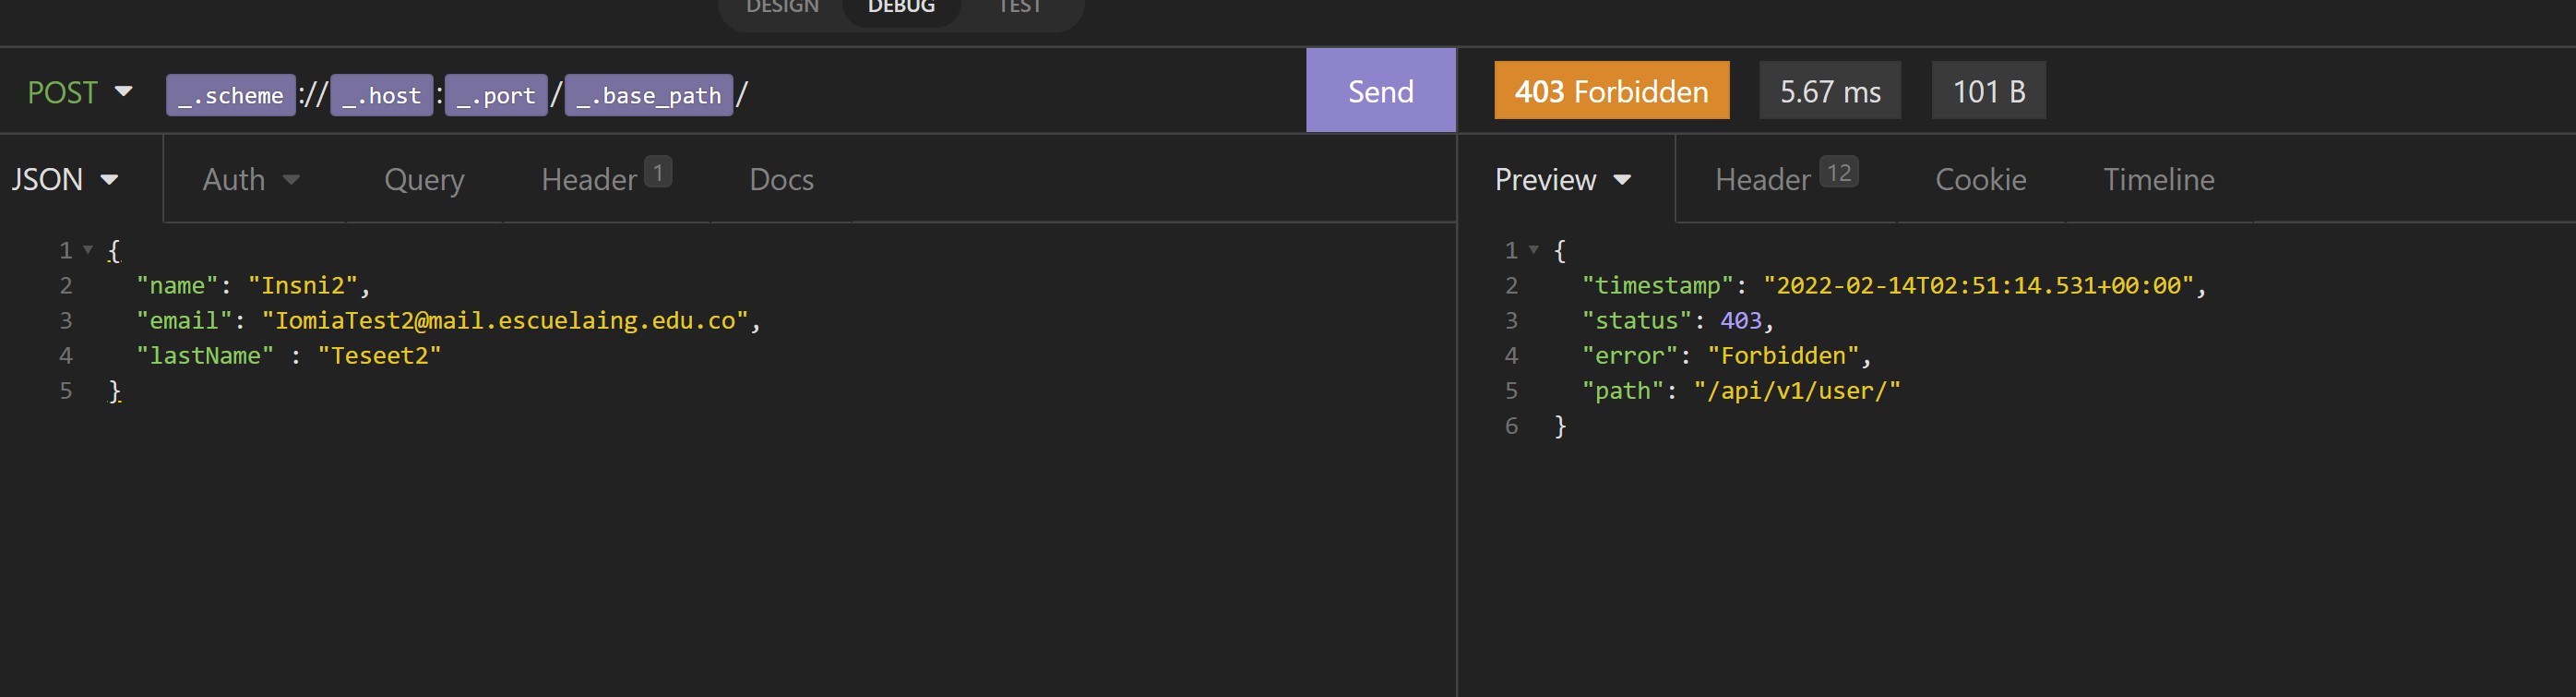 DESIGN DEBUG TEST
POST _.scheme://_.host:_.port/_.base_path/ Send
403 Forbidden 5.67 ms 101 B
JSON Auth Query Header 1 Docs
Preview Header 12 Cookie Timeline
1 {
2 "name": "Insni2",
3 "email": "IomiaTest2@mail.escuelaing.edu.co",
4 "lastName" : "Teseet2"
5 }
1 {
2 "timestamp": "2022-02-14T02:51:14.531+00:00",
3 "status": 403,
4 "error": "Forbidden",
5 "path": "/api/v1/user/"
6 }